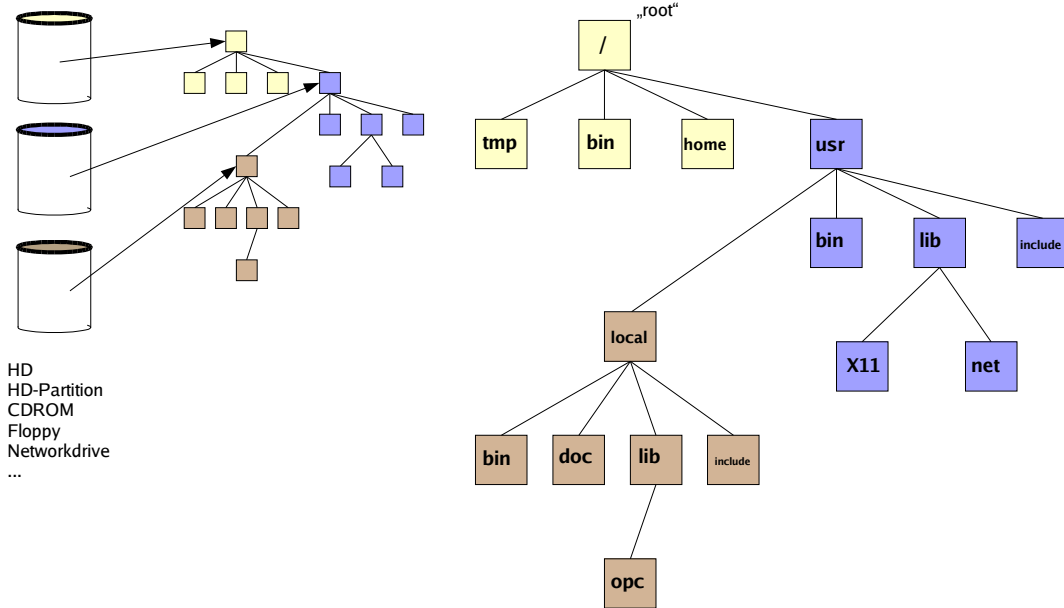 „root“
/
tmp
bin
home
usr
bin
lib
include
local
X11
net
HD
HD-Partition
CDROM
Floppy
Networkdrive
...
bin
doc
lib
include
opc